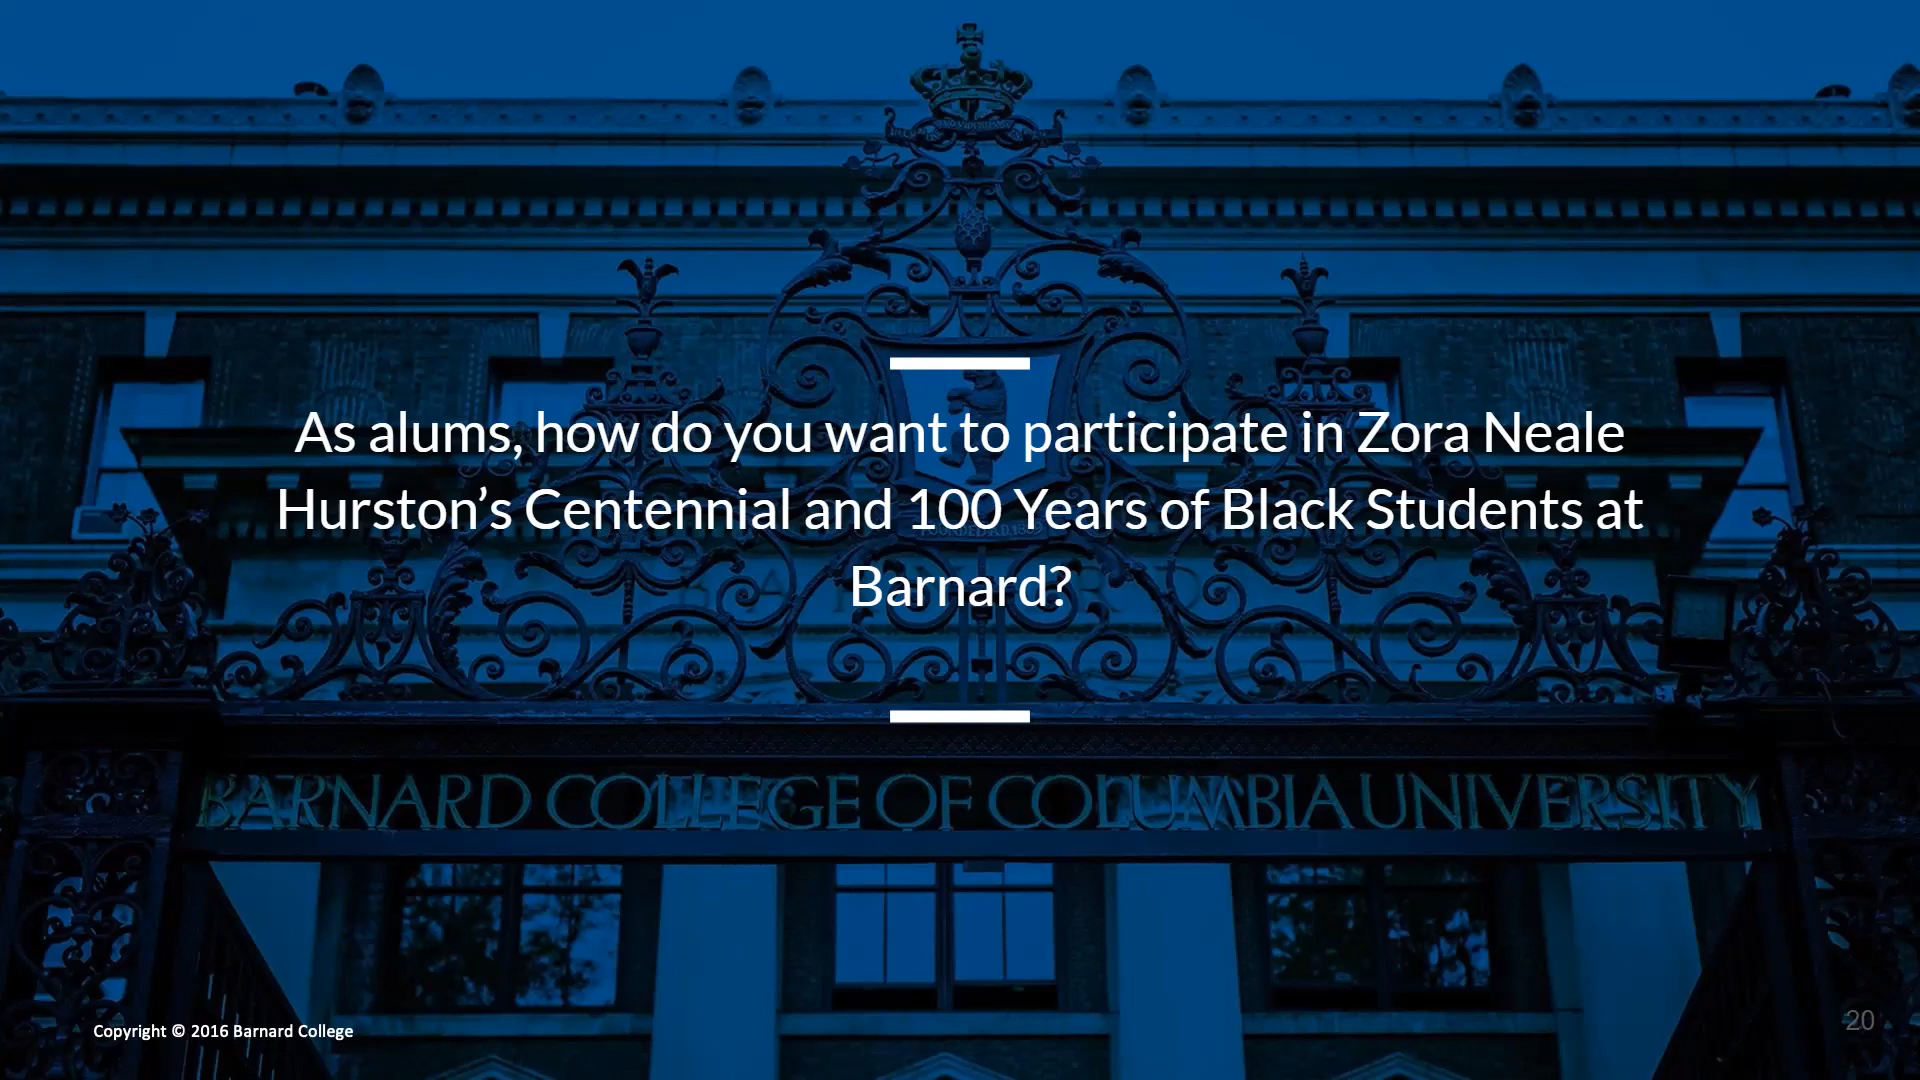 As alums, how do you want to participate in Zora Neale
Hurston’s Centennial and 100 Years of Black Students at
Barnard?
BARNARD COLLEGE OF COLUMBIA UNIVERSITY
Copyright © 2016 Barnard College
20